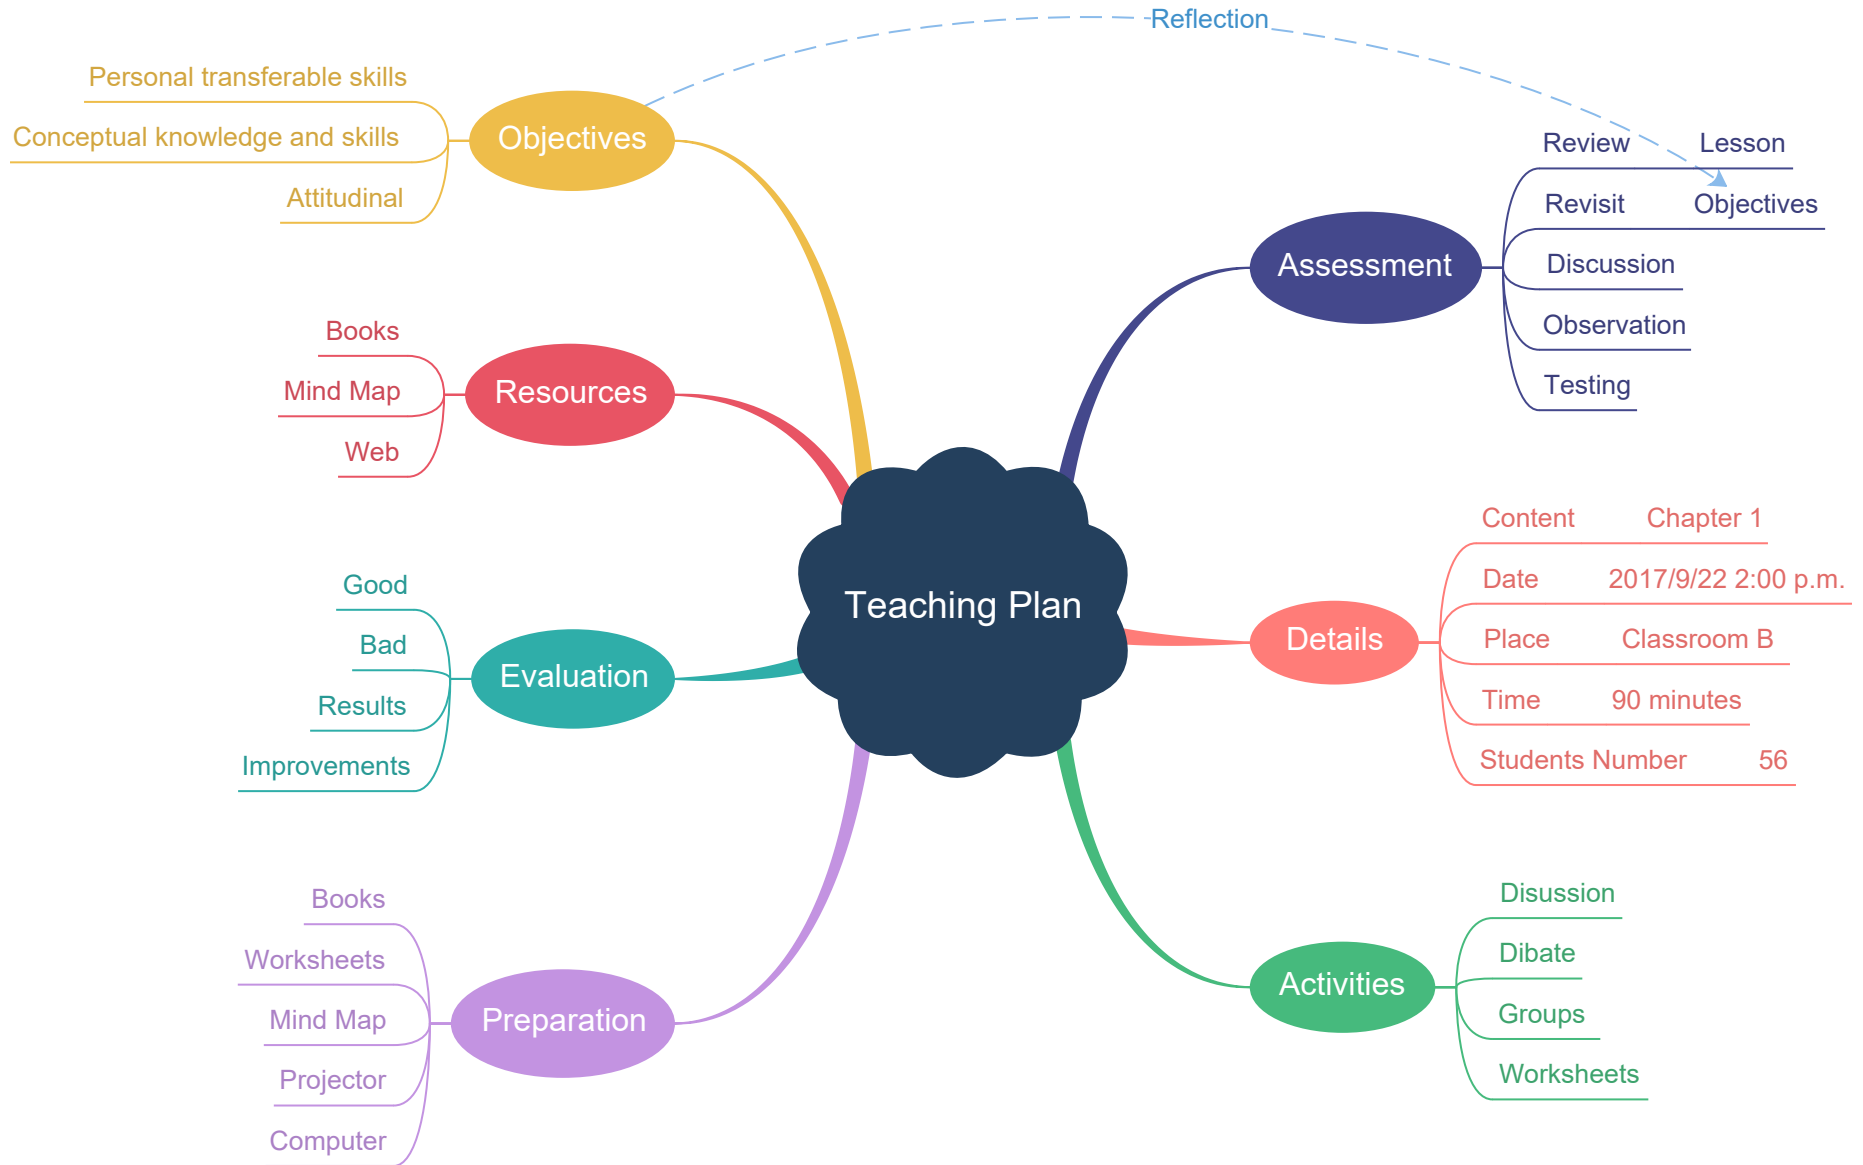 Reflection
Personal transferable skills
Conceptual knowledge and skills
Attitudinal
Objectives
Books
Mind Map
Web
Resources
Good
Bad
Results
Improvements
Evaluation
Books
Worksheets
Mind Map
Projector
Computer
Preparation
Teaching Plan
Assessment
Review Lesson
Revisit Objectives
Discussion
Observation
Testing
Details
Content Chapter 1
Date 2017/9/22 2:00 p.m.
Place Classroom B
Time 90 minutes
Students Number 56
Activities
Disussion
Dibate
Groups
Worksheets